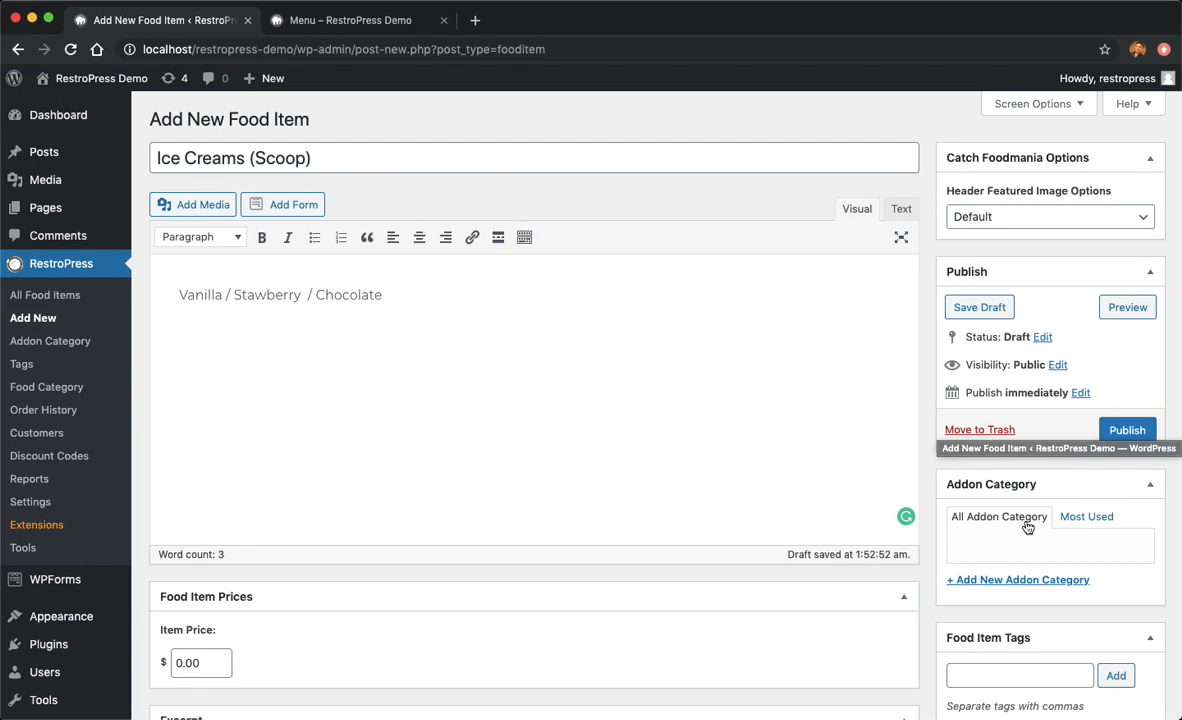 Add New Food Item ‹ RestroPr
Menu – RestroPress Demo
localhost/restropress-demo/wp-admin/post-new.php?post_type=fooditem
RestroPress Demo
4
0
New
Howdy, restropress
Dashboard
Posts
Media
Pages
Comments
RestroPress
All Food Items
Add New
Addon Category
Tags
Food Category
Order History
Customers
Discount Codes
Reports
Settings
Extensions
Tools
WPForms
Appearance
Plugins
Users
Tools
Screen Options
Help
Add New Food Item
Ice Creams (Scoop)
Add Media
Add Form
Visual
Text
Paragraph
Vanilla / Stawberry / Chocolate
Word count: 3
Draft saved at 1:52:52 am.
Food Item Prices
Item Price:
$ 0.00
Excerpt
Catch Foodmania Options
Header Featured Image Options
Default
Publish
Save Draft
Preview
Status: Draft Edit
Visibility: Public Edit
Publish immediately Edit
Move to Trash
Publish
Add New Food Item ‹ RestroPress Demo — WordPress
Addon Category
All Addon Category
Most Used
+ Add New Addon Category
Food Item Tags
Add
Separate tags with commas